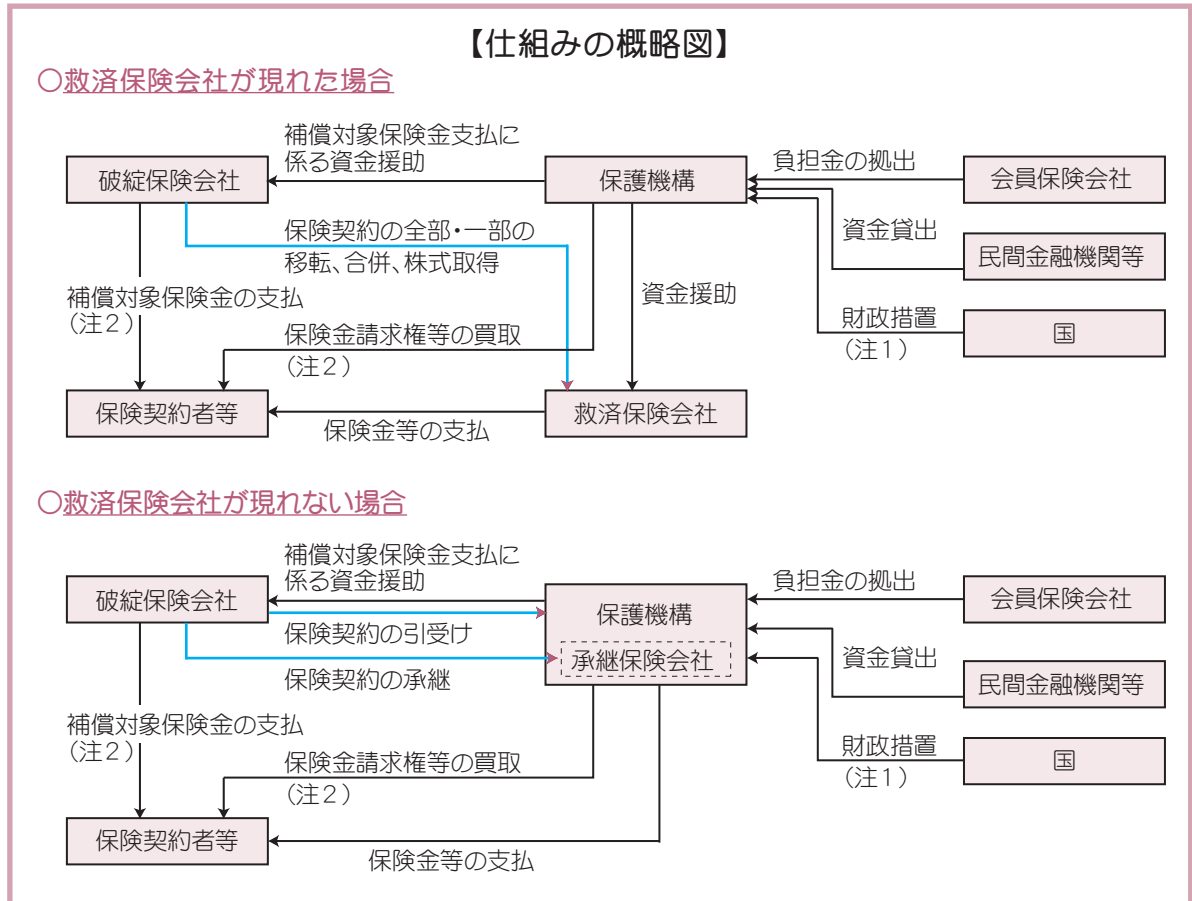 【仕組みの概略図】
○救済保険会社が現れた場合
補償対象保険金支払に
係る資金援助
破綻保険会社
保護機構
負担金の拠出
会員保険会社
保険契約の全部・一部の
移転、合併、株式取得
資金貸出
民間金融機関等
補償対象保険金の支払
（注２）
資金援助
保険金請求権等の買取
（注２）
財政措置
（注１）
国
保険契約者等
保険金等の支払
救済保険会社
○救済保険会社が現れない場合
補償対象保険金支払に
係る資金援助
破綻保険会社
保護機構
負担金の拠出
会員保険会社
保険契約の引受け
承継保険会社
保険契約の承継
資金貸出
民間金融機関等
補償対象保険金の支払
（注２）
保険金請求権等の買取
（注２）
財政措置
（注１）
国
保険契約者等
保険金等の支払